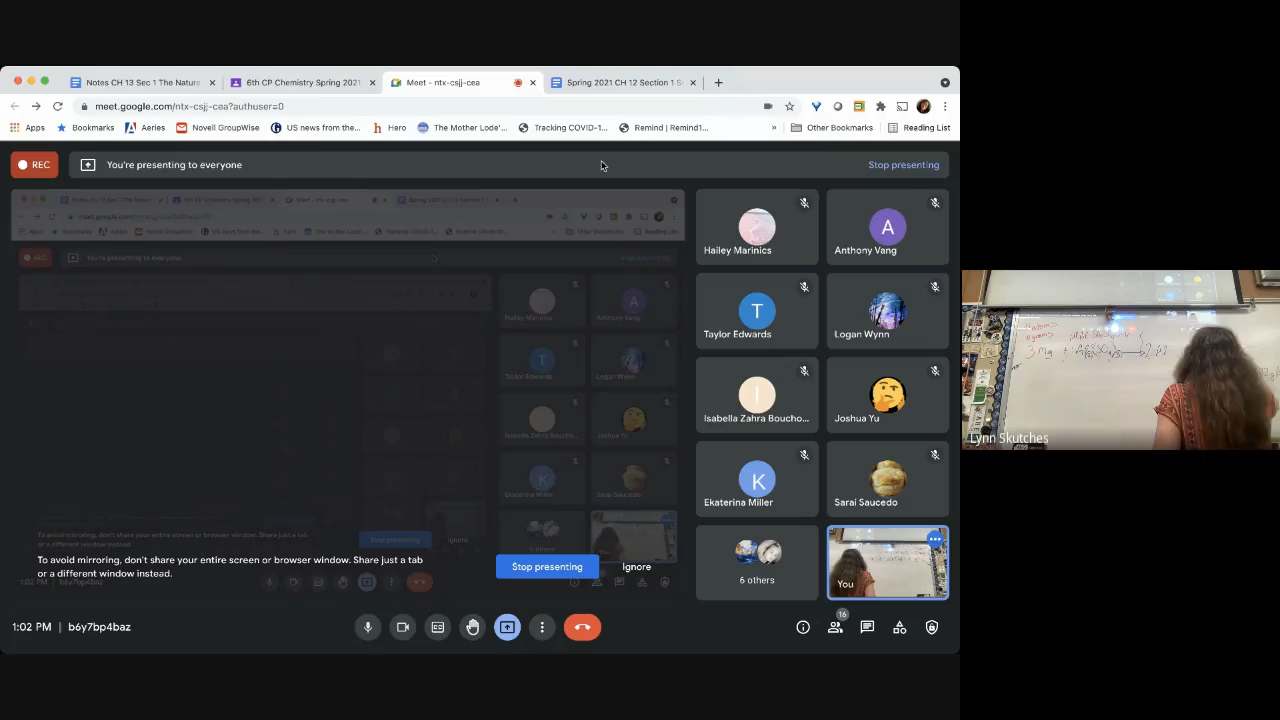 Notes CH 13 Sec 1 The Nature
6th CP Chemistry Spring 2021
Meet - ntx-csjj-cea
Spring 2021 CH 12 Section 1 S
meet.google.com/ntx-csjj-cea?authuser=0
Apps
Bookmarks
Aeries
Novell GroupWise
US news from the...
Hero
The Mother Lode'...
Tracking COVID-1...
Remind | Remind1...
»
Other Bookmarks
Reading List
REC
You're presenting to everyone
Stop presenting
Hailey Marinics
A
Anthony Vang
T
Taylor Edwards
Logan Wynn
I
Isabella Zahra Boucho...
Joshua Yu
K
Ekaterina Miller
Sarai Saucedo
6 others
You
To avoid mirroring, don't share your entire screen or browser window. Share just a tab
or a different window instead.
Stop presenting
Ignore
1:02 PM | b6y7bp4baz
16
3 Mg +
Lynn Skutches